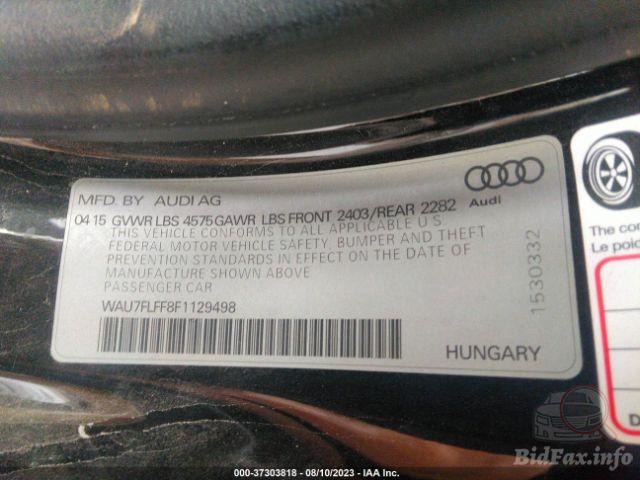 MFD. BY AUDI AG
04 15 GVWR LBS 4575 GAWR LBS FRONT 2403/REAR 2282
Audi
THIS VEHICLE CONFORMS TO ALL APPLICABLE U S
FEDERAL MOTOR VEHICLE SAFETY, BUMPER AND THEFT
PREVENTION STANDARDS IN EFFECT ON THE DATE OF
MANUFACTURE SHOWN ABOVE
PASSENGER CAR
WAU7FLFF8F1129498
HUNGARY
1530332
The co
Le poi
D
BidFax.info
000-37303818 - 08/10/2023 - IAA Inc.